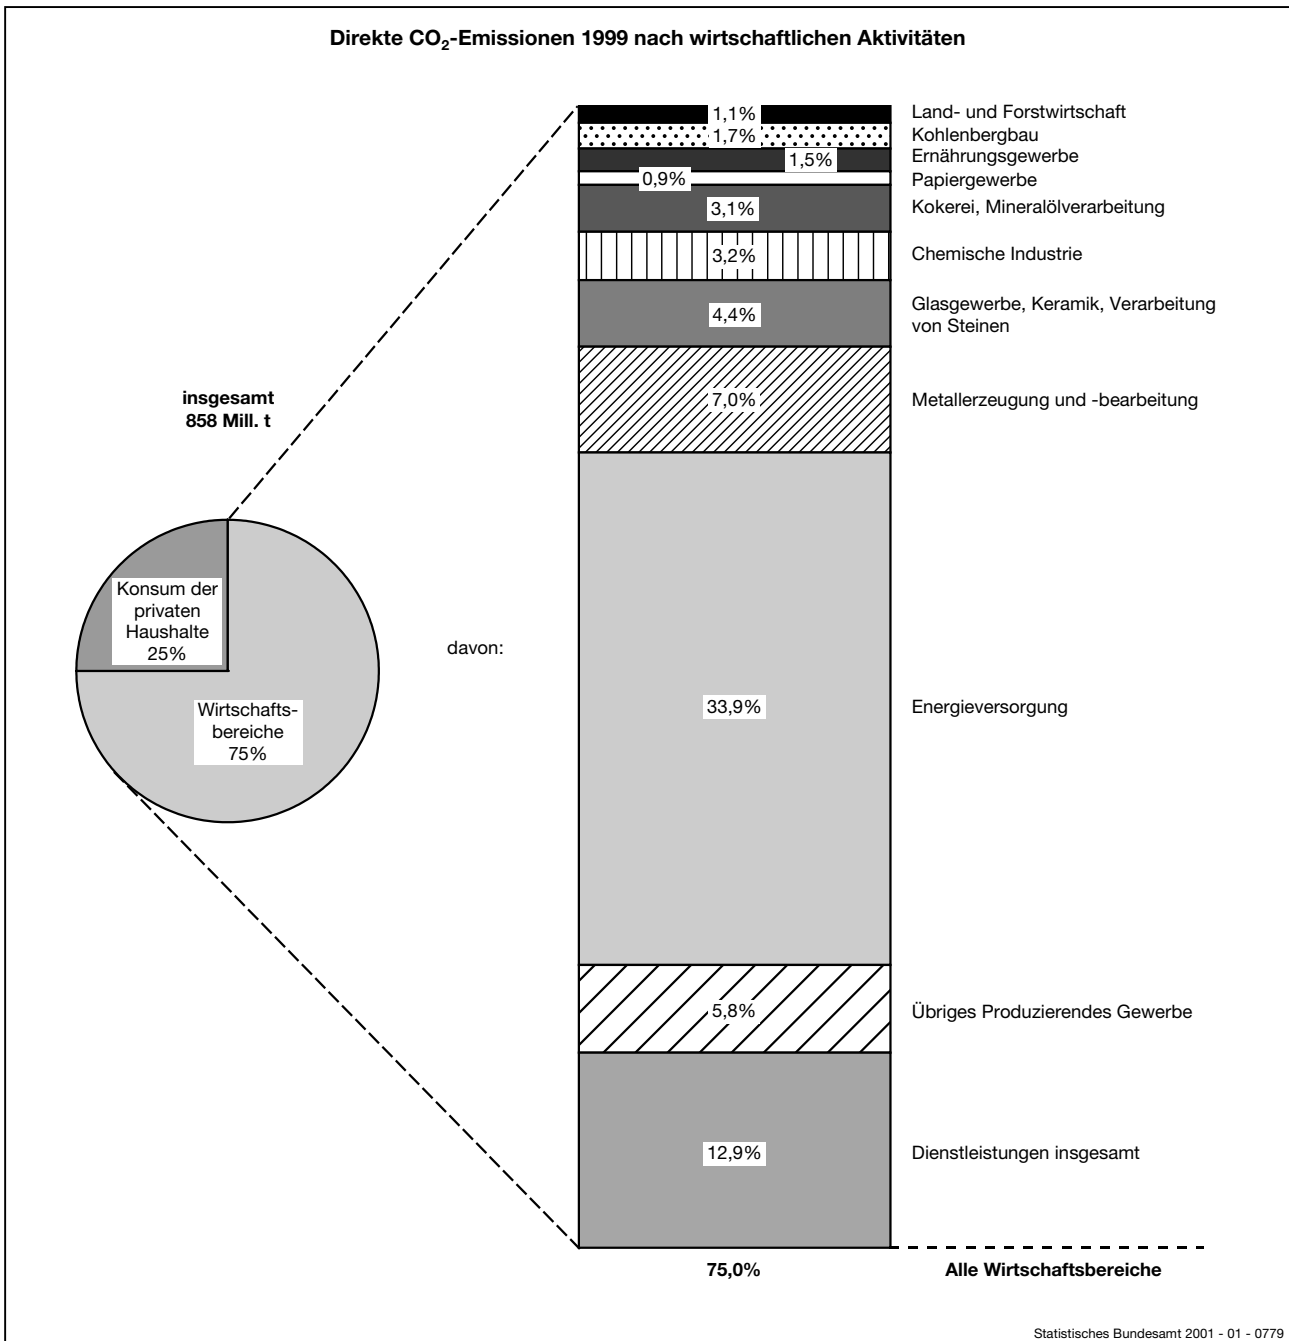 Direkte CO₂-Emissionen 1999 nach wirtschaftlichen Aktivitäten
insgesamt
858 Mill. t
Konsum der
privaten
Haushalte
25%
Wirtschafts-
bereiche
75%
davon:
1,1% Land- und Forstwirtschaft
1,7% Kohlenbergbau
1,5% Ernährungsgewerbe
0,9% Papiergewerbe
3,1% Kokerei, Mineralölverarbeitung
3,2% Chemische Industrie
4,4% Glasgewerbe, Keramik, Verarbeitung
von Steinen
7,0% Metallerzeugung und -bearbeitung
33,9% Energieversorgung
5,8% Übriges Produzierendes Gewerbe
12,9% Dienstleistungen insgesamt
75,0% Alle Wirtschaftsbereiche
Statistisches Bundesamt 2001 - 01 - 0779